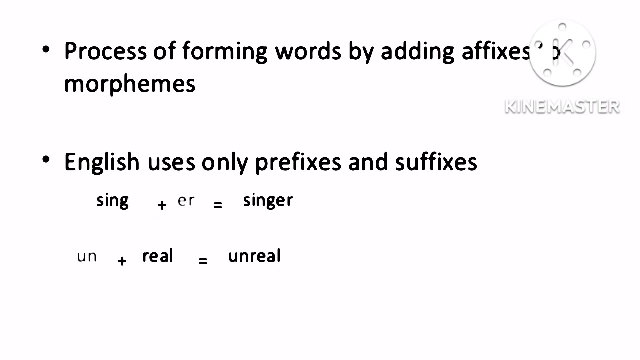 • Process of forming words by adding affixes to
morphemes
KINEMASTER
• English uses only prefixes and suffixes
sing + er = singer
un + real = unreal